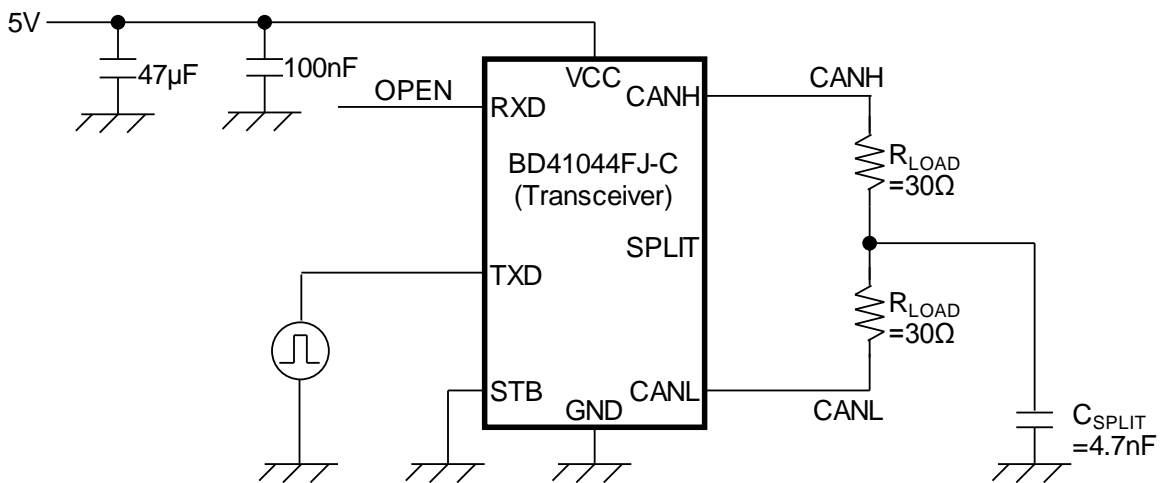 5V
47µF
100nF
OPEN
RXD
VCC
CANH
CANH
BD41044FJ-C
(Transceiver)
R_LOAD
=30Ω
SPLIT
TXD
R_LOAD
=30Ω
STB
GND
CANL
CANL
C_SPLIT
=4.7nF